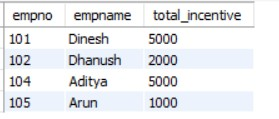 empno empname total_incentive
101 Dinesh 5000
102 Dhanush 2000
104 Aditya 5000
105 Arun 1000